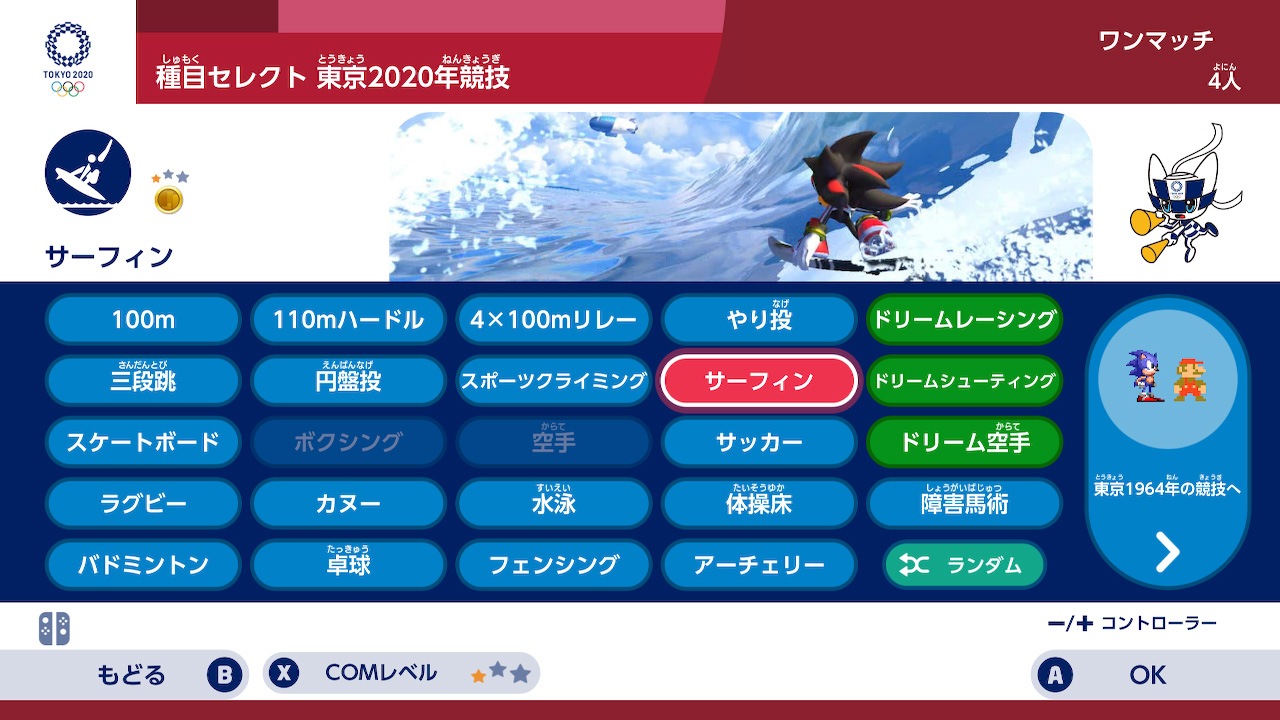 TOKYO 2020
種目セレクト 東京2020年競技
しゅもく とうきょう ねんきょうぎ
ワンマッチ
よにん
4人
サーフィン
100m
110mハードル
4×100mリレー
なげ
やり投
ドリームレーシング
さんだんとび
三段跳
えんばんなげ
円盤投
スポーツクライミング
サーフィン
ドリームシューティング
スケートボード
ボクシング
からて
空手
サッカー
からて
ドリーム空手
ラグビー
カヌー
すいえい
水泳
たいそうゆか
体操床
しょうがいばじゅつ
障害馬術
バドミントン
たっきゅう
卓球
フェンシング
アーチェリー
ランダム
とうきょう ねん きょうぎ
東京1964年の競技へ
−/+ コントローラー
もどる B
X COMレベル
A OK